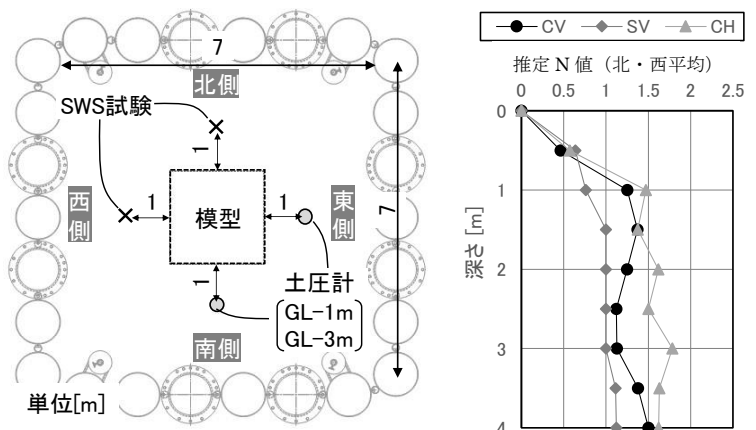 7
北側
SWS試験
1
西側
1
模型
1
東側
7
1
土圧計
GL-1m
GL-3m
南側
単位[m]
CV SV CH
推定 N 値（北・西平均）
0 0.5 1 1.5 2 2.5
深さ [m]
0
1
2
3
4